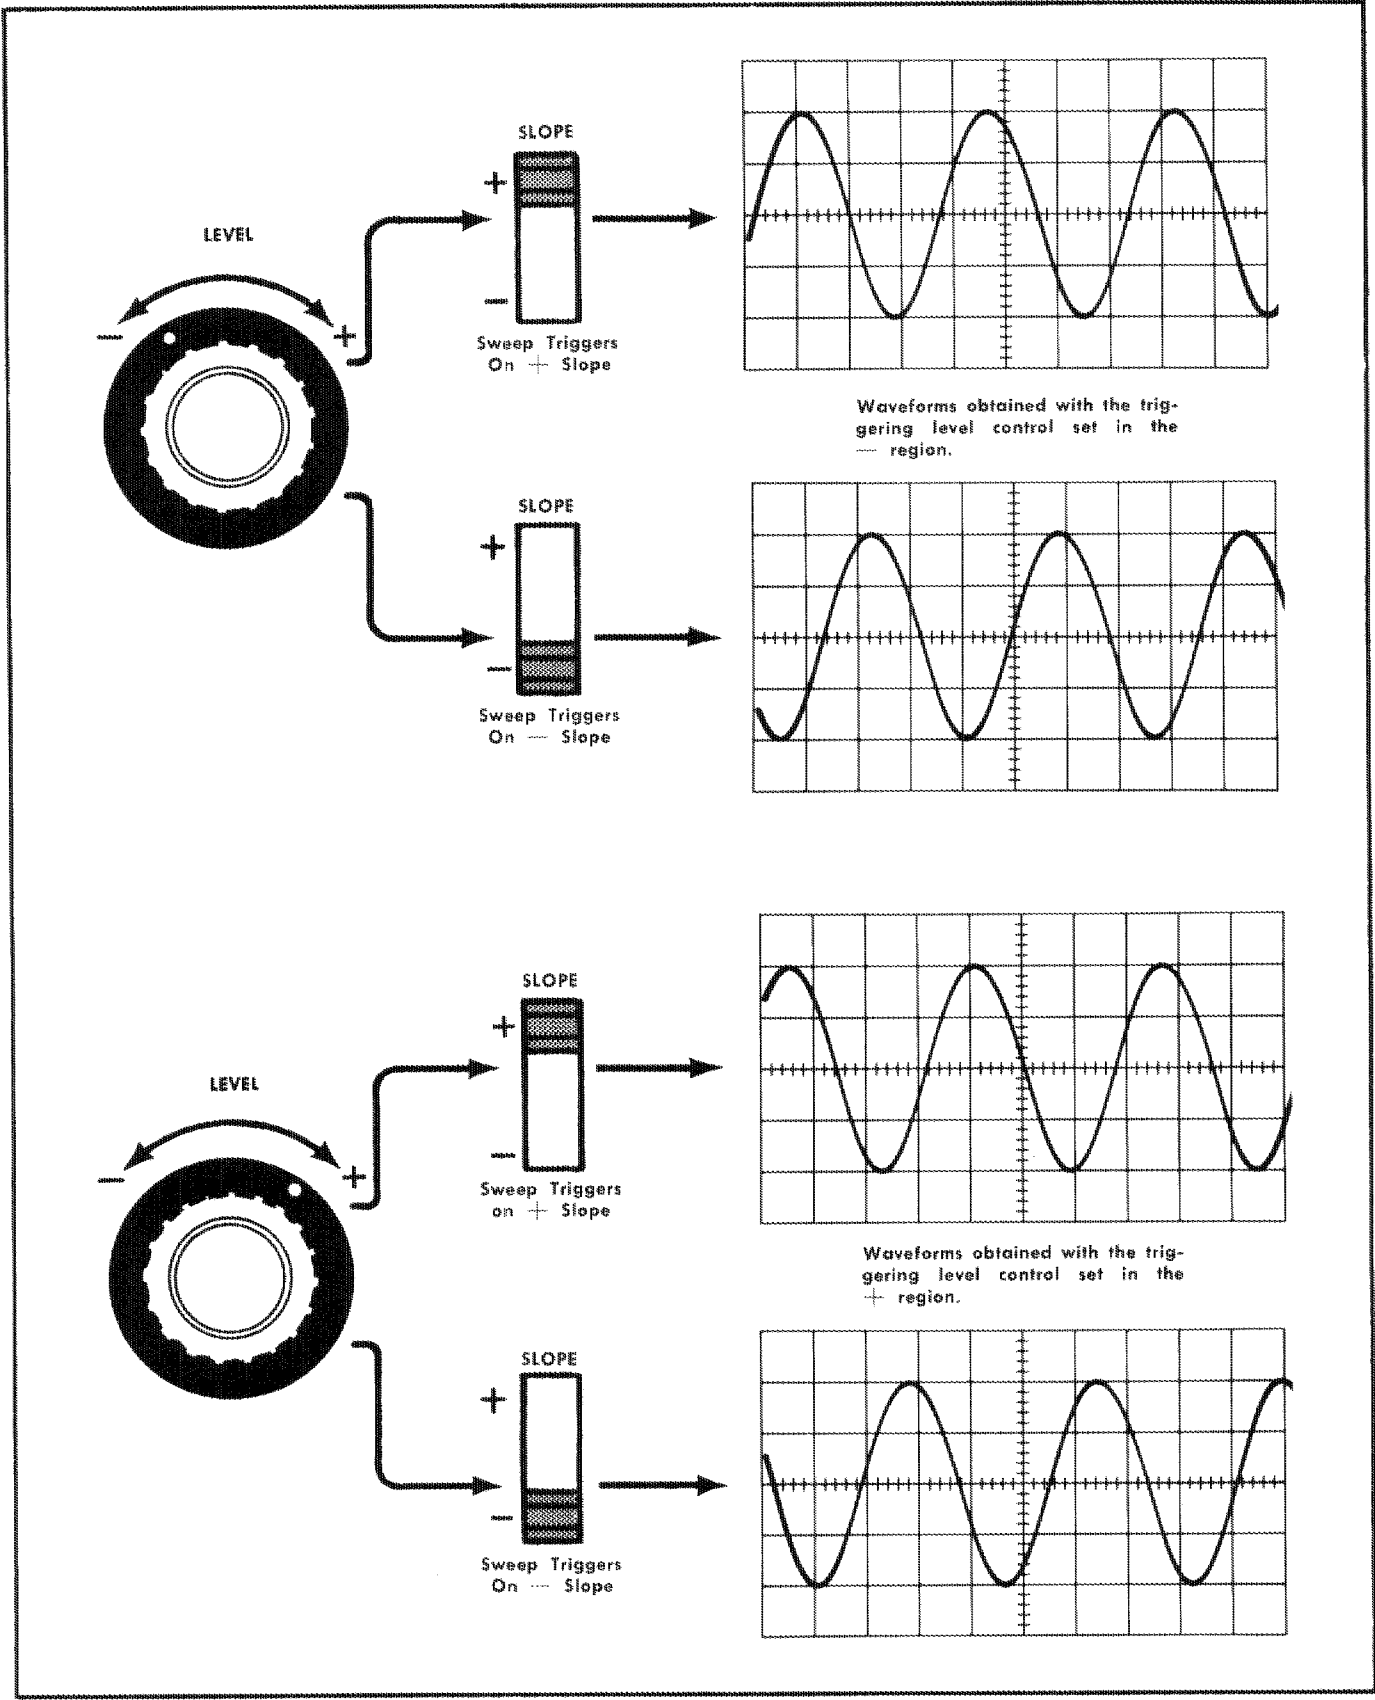 SLOPE
+
LEVEL
—
Sweep Triggers
On + Slope
— +
Waveforms obtained with the trig-
gering level control set in the
— region.
SLOPE
+
—
Sweep Triggers
On — Slope
SLOPE
+
LEVEL
—
— +
Sweep Triggers
on + Slope
Waveforms obtained with the trig-
gering level control set in the
+ region.
SLOPE
+
—
Sweep Triggers
On — Slope